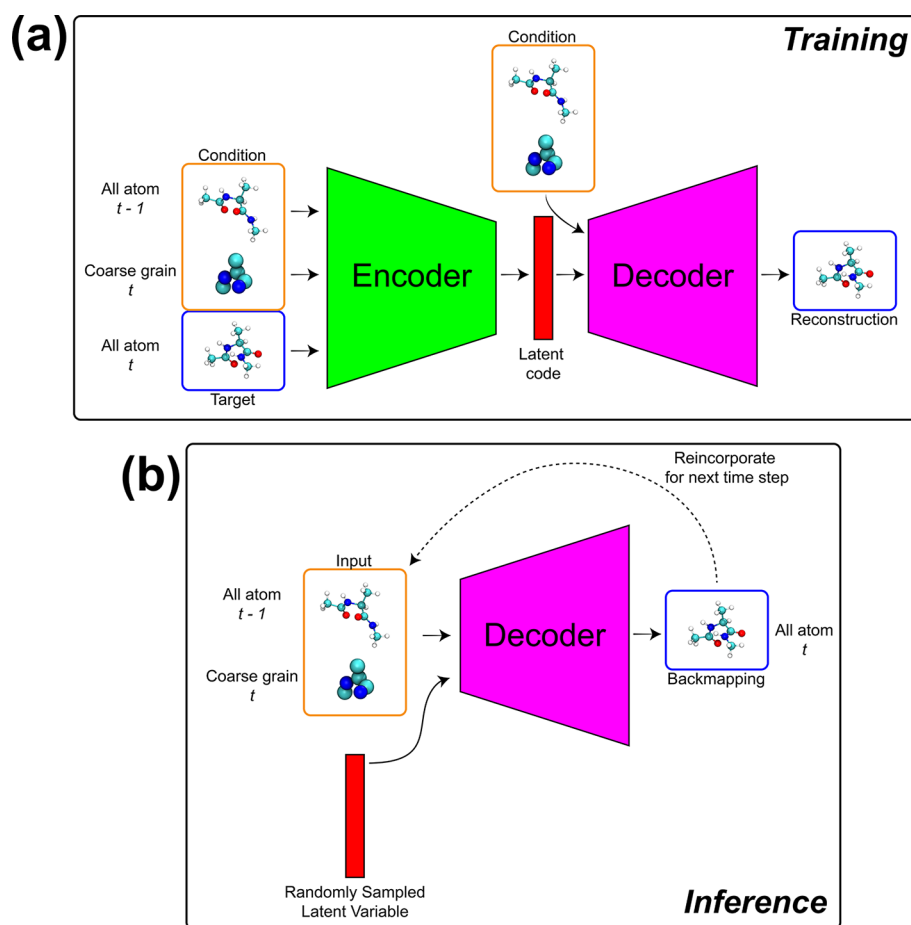 (a)
Training
Condition
Condition
All atom
t - 1
Coarse grain
t
All atom
t
Target
Encoder
Latent
code
Decoder
Reconstruction
(b)
Reincorporate
for next time step
Input
All atom
t - 1
Coarse grain
t
Decoder
Backmapping
All atom
t
Randomly Sampled
Latent Variable
Inference